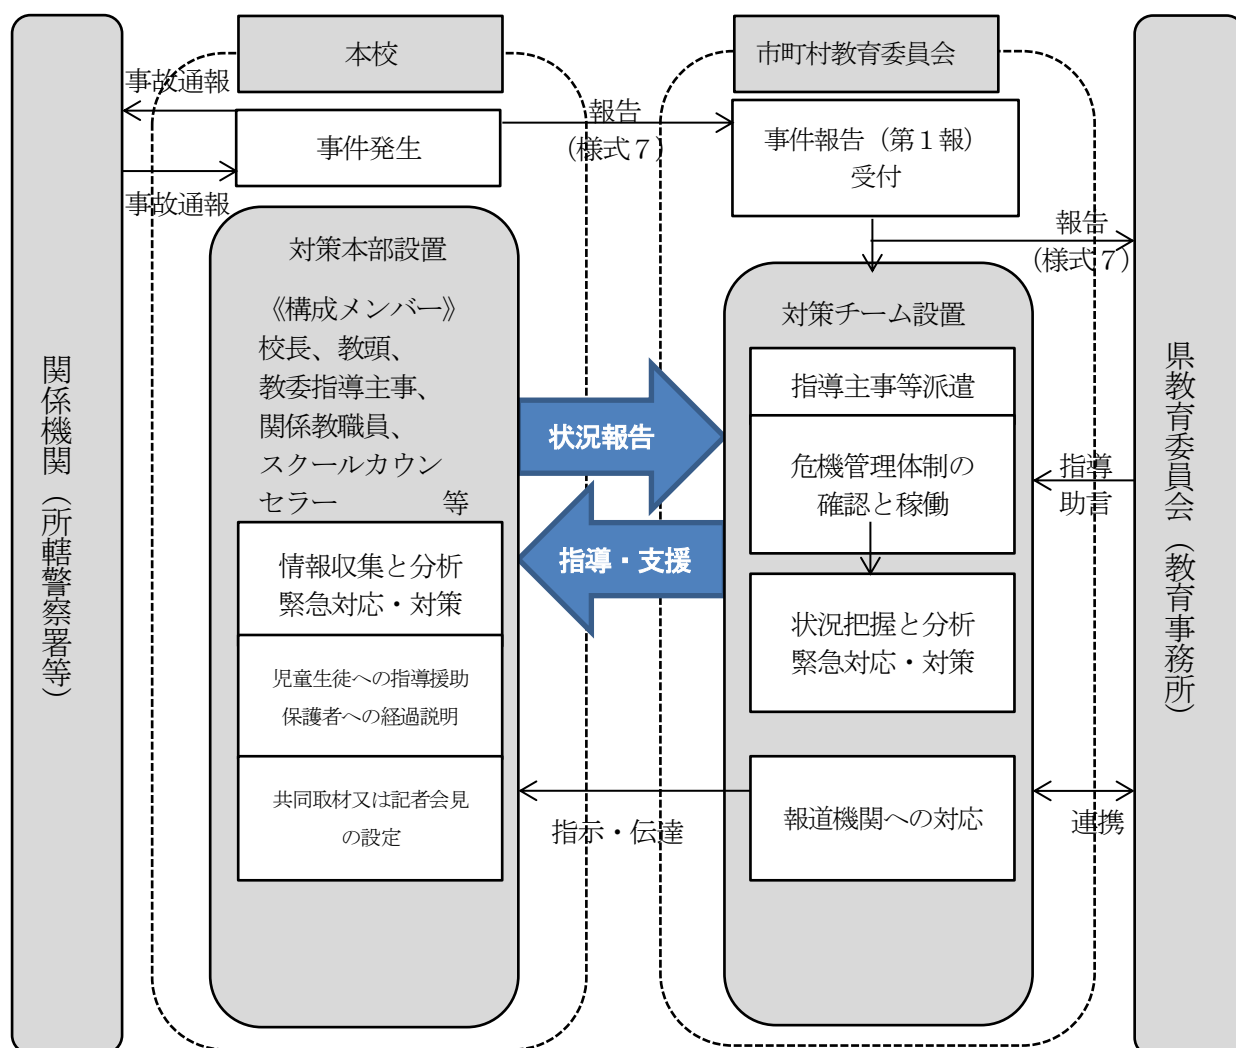 本校
市町村教育委員会
事故通報
事件発生
事故通報
報告
(様式７)
事件報告（第１報）
受付
報告
(様式７)
対策本部設置
《構成メンバー》
校長、教頭、
教委指導主事、
関係教職員、
スクールカウン
セラー　　　　等
情報収集と分析
緊急対応・対策
児童生徒への指導援助
保護者への経過説明
共同取材又は記者会見
の設定
状況報告
指導・支援
指示・伝達
対策チーム設置
指導主事等派遣
危機管理体制の
確認と稼働
状況把握と分析
緊急対応・対策
報道機関への対応
指導
助言
連携
関係機関（所轄警察署等）
県教育委員会（教育事務所）